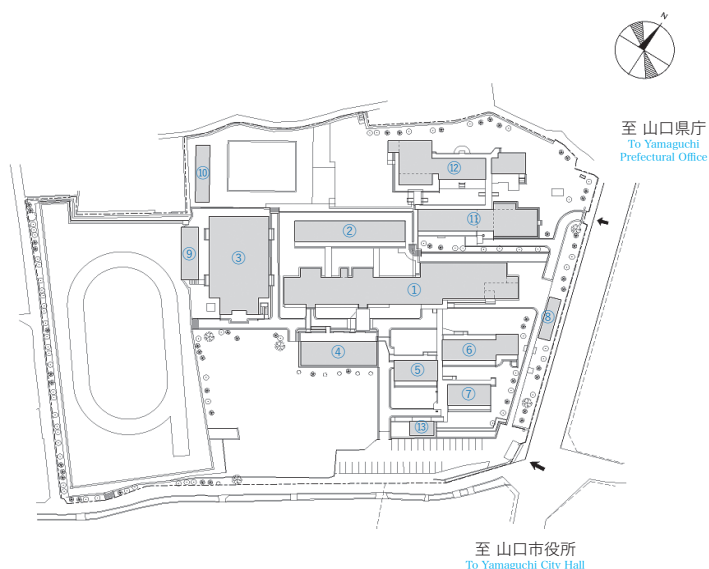 N
至 山口県庁
To Yamaguchi
Prefectural Office
⑩
⑫
⑪
②
⑨
③
①
⑧
④
⑥
⑤
⑦
⑬
至 山口市役所
To Yamaguchi City Hall